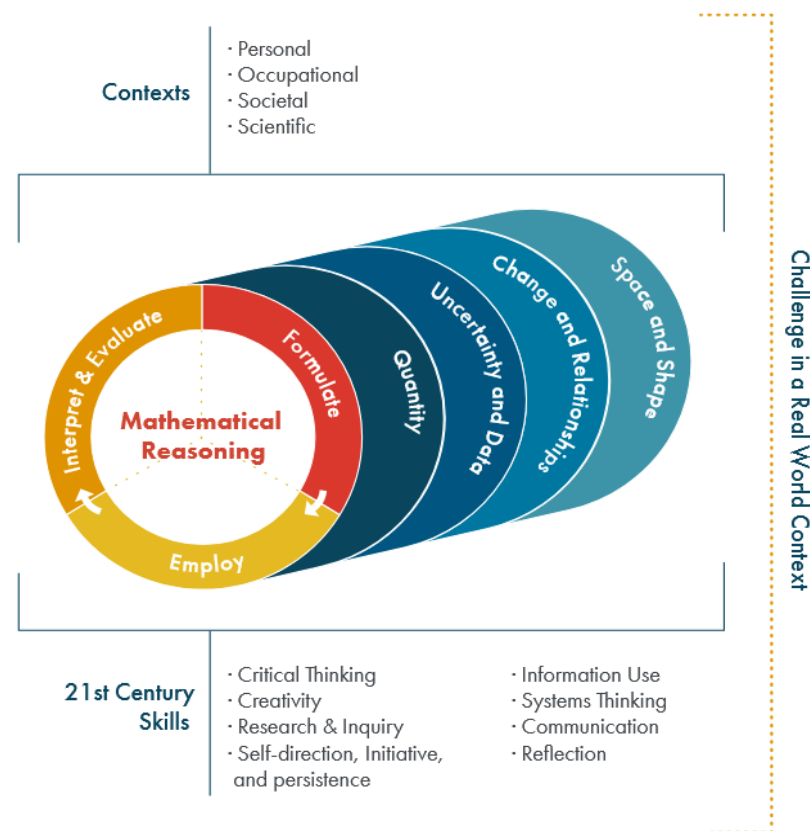 Contexts
· Personal
· Occupational
· Societal
· Scientific
Interpret & Evaluate
Formulate
Employ
Mathematical
Reasoning
Quantity
Uncertainty and Data
Change and Relationships
Space and Shape
Challenge in a Real World Context
21st Century
Skills
· Critical Thinking
· Creativity
· Research & Inquiry
· Self-direction, Initiative,
and persistence
· Information Use
· Systems Thinking
· Communication
· Reflection